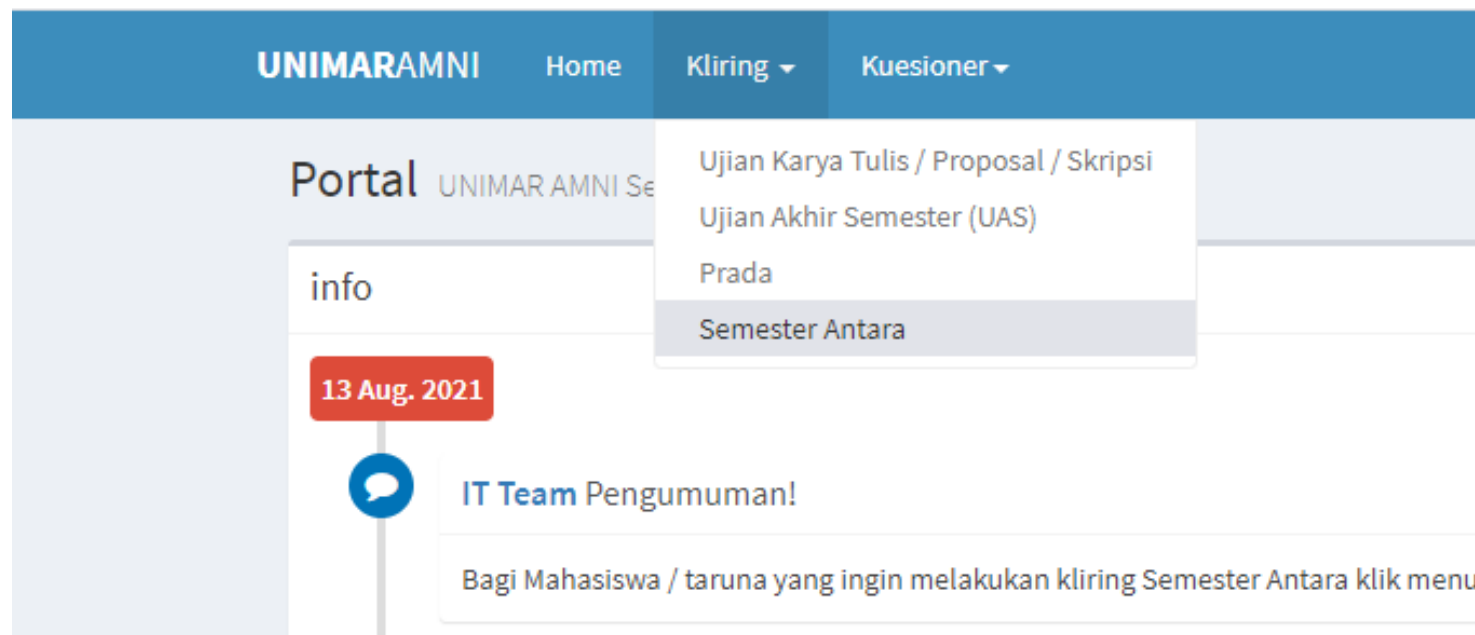 UNIMARAMNI Home Kliring Kuesioner
Portal UNIMAR AMNI
Ujian Karya Tulis / Proposal / Skripsi
Ujian Akhir Semester (UAS)
Prada
Semester Antara
info
13 Aug. 2021
IT Team Pengumuman!
Bagi Mahasiswa / taruna yang ingin melakukan kliring Semester Antara klik menu